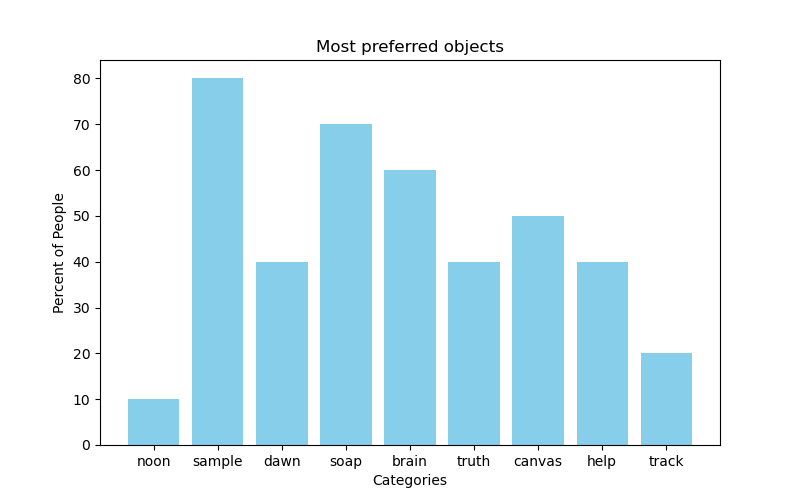 Most preferred objects
Percent of People
80
70
60
50
40
30
20
10
0
noon sample dawn soap brain truth canvas help track
Categories